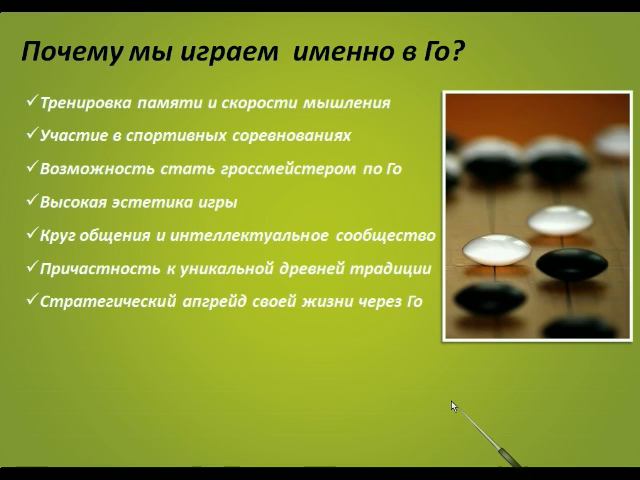 Почему мы играем именно в Го?
✓Тренировка памяти и скорости мышления
✓Участие в спортивных соревнованиях
✓Возможность стать гроссмейстером по Го
✓Высокая эстетика игры
✓Круг общения и интеллектуальное сообщество
✓Причастность к уникальной древней традиции
✓Стратегический апгрейд своей жизни через Го